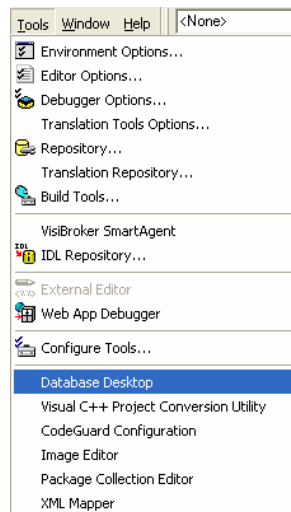 Tools Window Help <None>
Environment Options...
Editor Options...
Debugger Options...
Translation Tools Options...
Repository...
Translation Repository...
Build Tools...
VisiBroker SmartAgent
IDL
IDL Repository...
External Editor
Web App Debugger
Configure Tools...
Database Desktop
Visual C++ Project Conversion Utility
CodeGuard Configuration
Image Editor
Package Collection Editor
XML Mapper